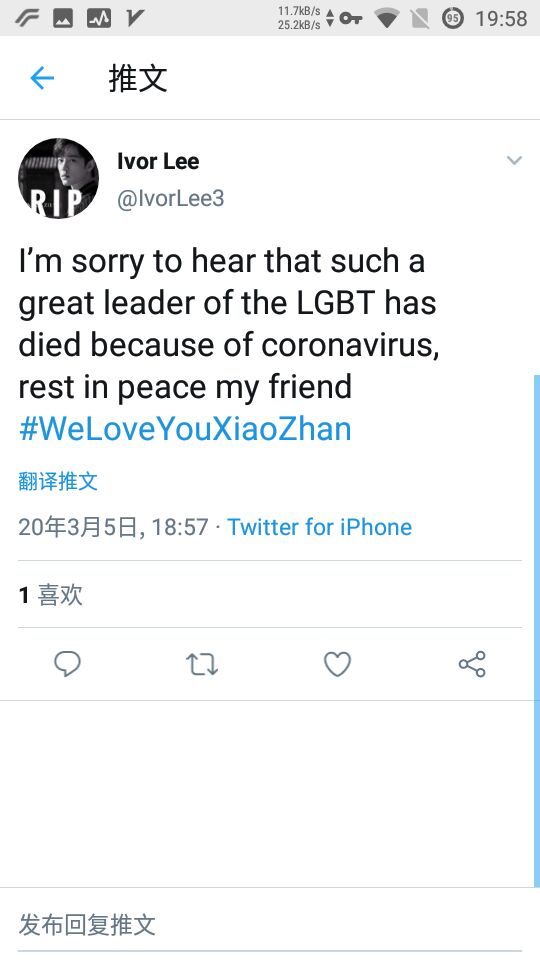 11.7kB/s
25.2kB/s
95
19:58
推文
RIP
Ivor Lee
@IvorLee3
I’m sorry to hear that such a
great leader of the LGBT has
died because of coronavirus,
rest in peace my friend
#WeLoveYouXiaoZhan
翻译推文
20年3月5日, 18:57 · Twitter for iPhone
1 喜欢
发布回复推文